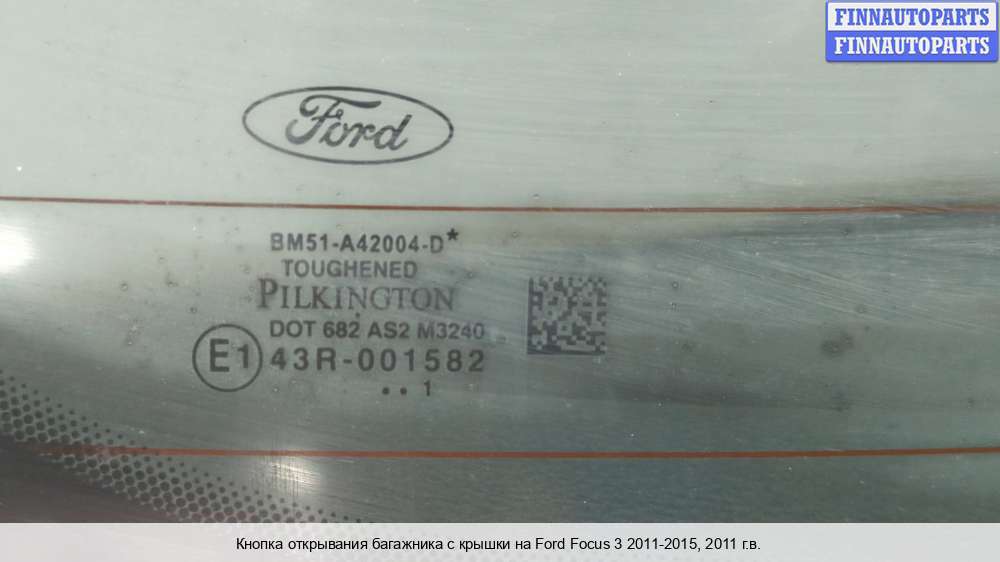 FINNAUTOPARTS
FINNAUTOPARTS
Ford
BM51-A42004-D*
TOUGHENED
PILKINGTON
DOT 682 AS2 M3240
E1 43R-001582
..1
Кнопка открывания багажника с крышки на Ford Focus 3 2011-2015, 2011 г.в.